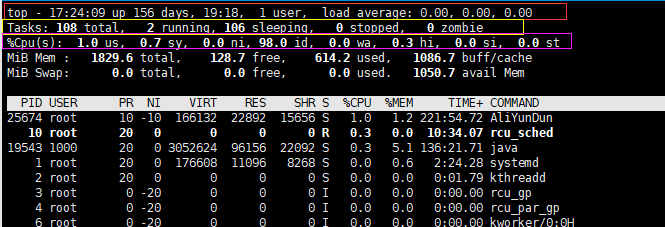 top - 17:24:09 up 156 days, 19:18,  1 user,  load average: 0.00, 0.00, 0.00
Tasks: 108 total,   2 running, 106 sleeping,   0 stopped,   0 zombie
%Cpu(s):  1.0 us,  0.7 sy,  0.0 ni, 98.0 id,  0.0 wa,  0.3 hi,  0.0 si,  0.0 st
MiB Mem :   1829.6 total,    128.7 free,    614.2 used,   1086.7 buff/cache
MiB Swap:      0.0 total,      0.0 free,      0.0 used.   1050.7 avail Mem
PID USER      PR  NI    VIRT    RES    SHR S  %CPU  %MEM     TIME+ COMMAND
25674 root      10 -10  166132  22892  15656 S   1.0   1.2 221:54.72 AliYunDun
10 root      20   0       0      0      0 R   0.3   0.0  10:34.07 rcu_sched
19543 1000      20   0 3052624  96156  22092 S   0.3   5.1 136:21.71 java
1 root      20   0  176608  11096   8268 S   0.0   0.6   2:24.28 systemd
2 root      20   0       0      0      0 S   0.0   0.0   0:01.79 kthreadd
3 root       0 -20       0      0      0 I   0.0   0.0   0:00.00 rcu_gp
4 root       0 -20       0      0      0 I   0.0   0.0   0:00.00 rcu_par_gp
6 root       0 -20       0      0      0 I   0.0   0.0   0:00.00 kworker/0:0H